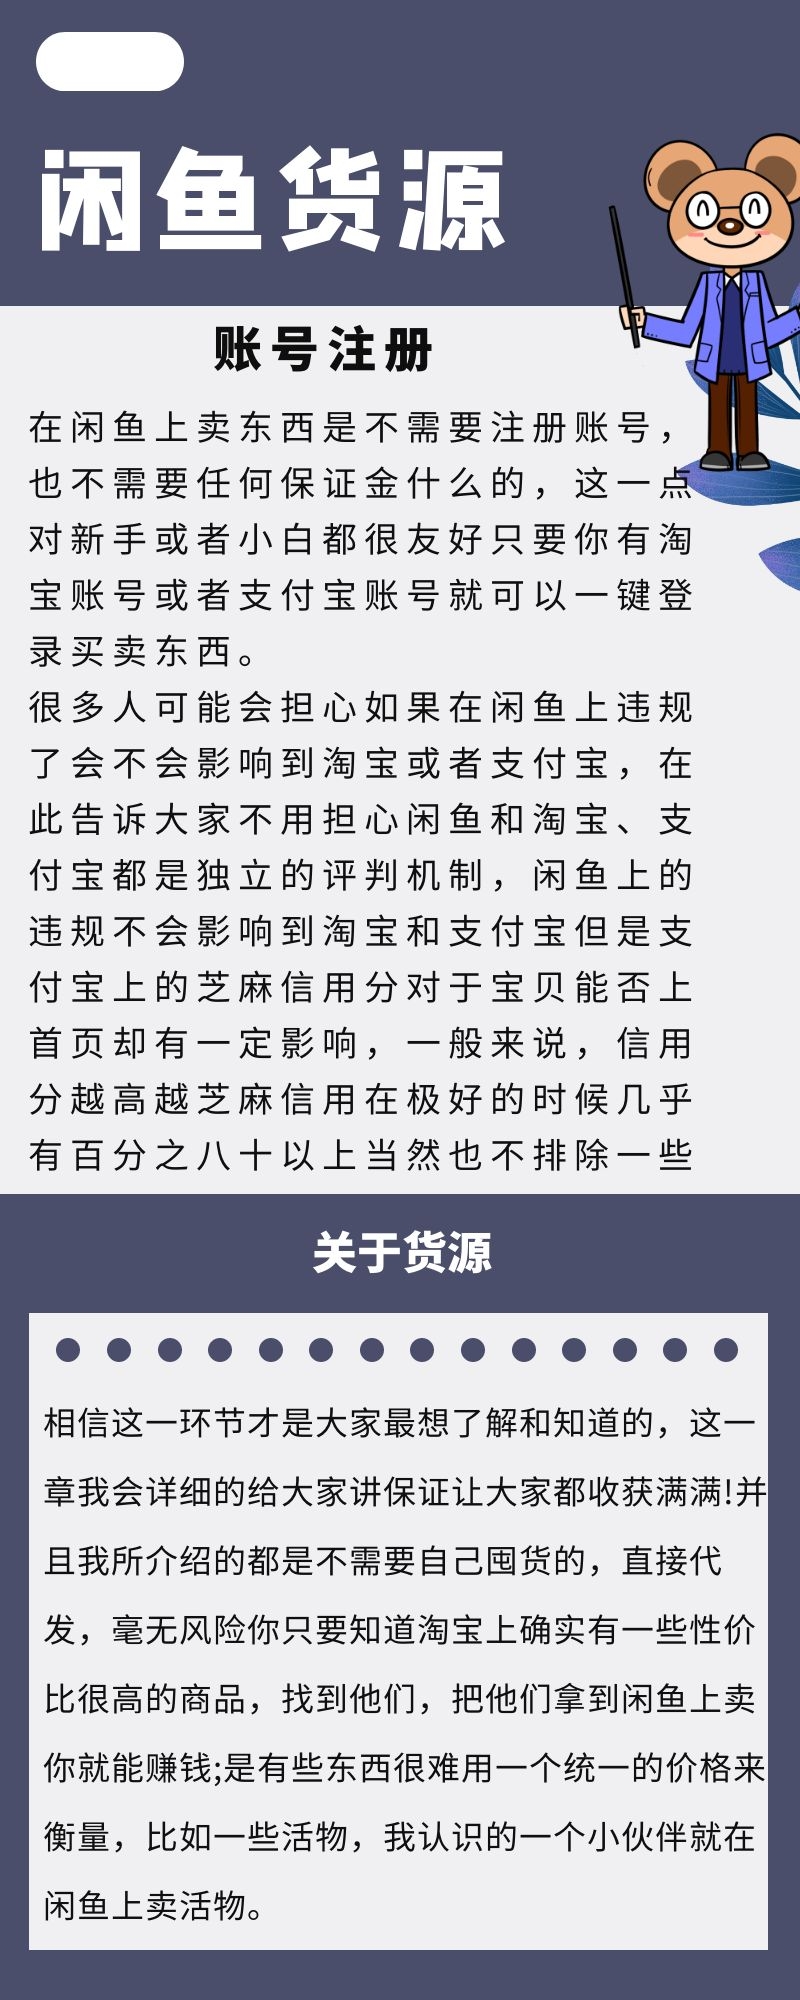 闲鱼货源
账号注册
在闲鱼上卖东西是不需要注册账号，
也不需要任何保证金什么的，这一点
对新手或者小白都很友好只要你有淘
宝账号或者支付宝账号就可以一键登
录买卖东西。
很多人可能会担心如果在闲鱼上违规
了会不会影响到淘宝或者支付宝，在
此告诉大家不用担心闲鱼和淘宝、支
付宝都是独立的评判机制，闲鱼上的
违规不会影响到淘宝和支付宝但是支
付宝上的芝麻信用分对于宝贝能否上
首页却有一定影响，一般来说，信用
分越高越芝麻信用在极好的时候几乎
有百分之八十以上当然也不排除一些
关于货源
相信这一环节才是大家最想了解和知道的，这一
章我会详细的给大家讲保证让大家都收获满满!并
且我所介绍的都是不需要自己囤货的，直接代
发，毫无风险你只要知道淘宝上确实有一些性价
比很高的商品，找到他们，把他们拿到闲鱼上卖
你就能赚钱;是有些东西很难用一个统一的价格来
衡量，比如一些活物，我认识的一个小伙伴就在
闲鱼上卖活物。